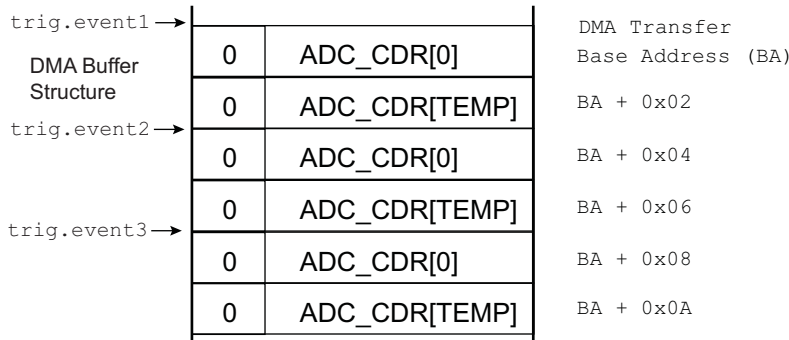 trig.event1
DMA Transfer
0 ADC_CDR[0] Base Address (BA)
DMA Buffer
Structure
0 ADC_CDR[TEMP] BA + 0x02
trig.event2
0 ADC_CDR[0] BA + 0x04
0 ADC_CDR[TEMP] BA + 0x06
trig.event3
0 ADC_CDR[0] BA + 0x08
0 ADC_CDR[TEMP] BA + 0x0A